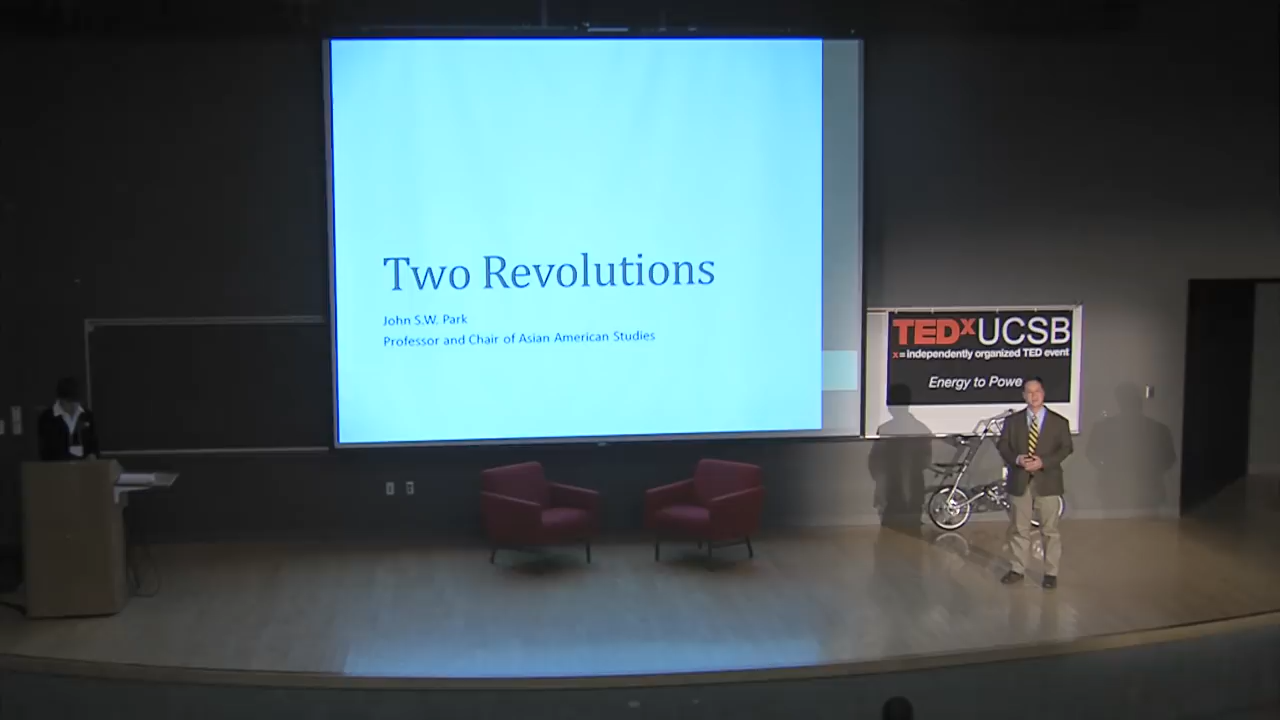 Two Revolutions
John S.W. Park
Professor and Chair of Asian American Studies
TEDxUCSB
x = independently organized TED event
Energy to Powe